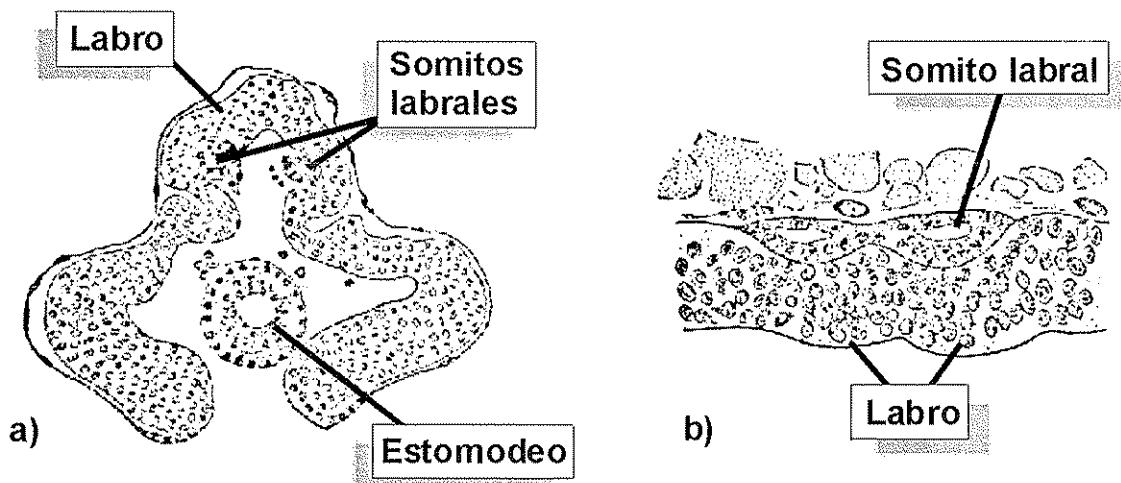 Labro
Somitos
labrales
Estomodeo
a)
Somito labral
Labro
b)